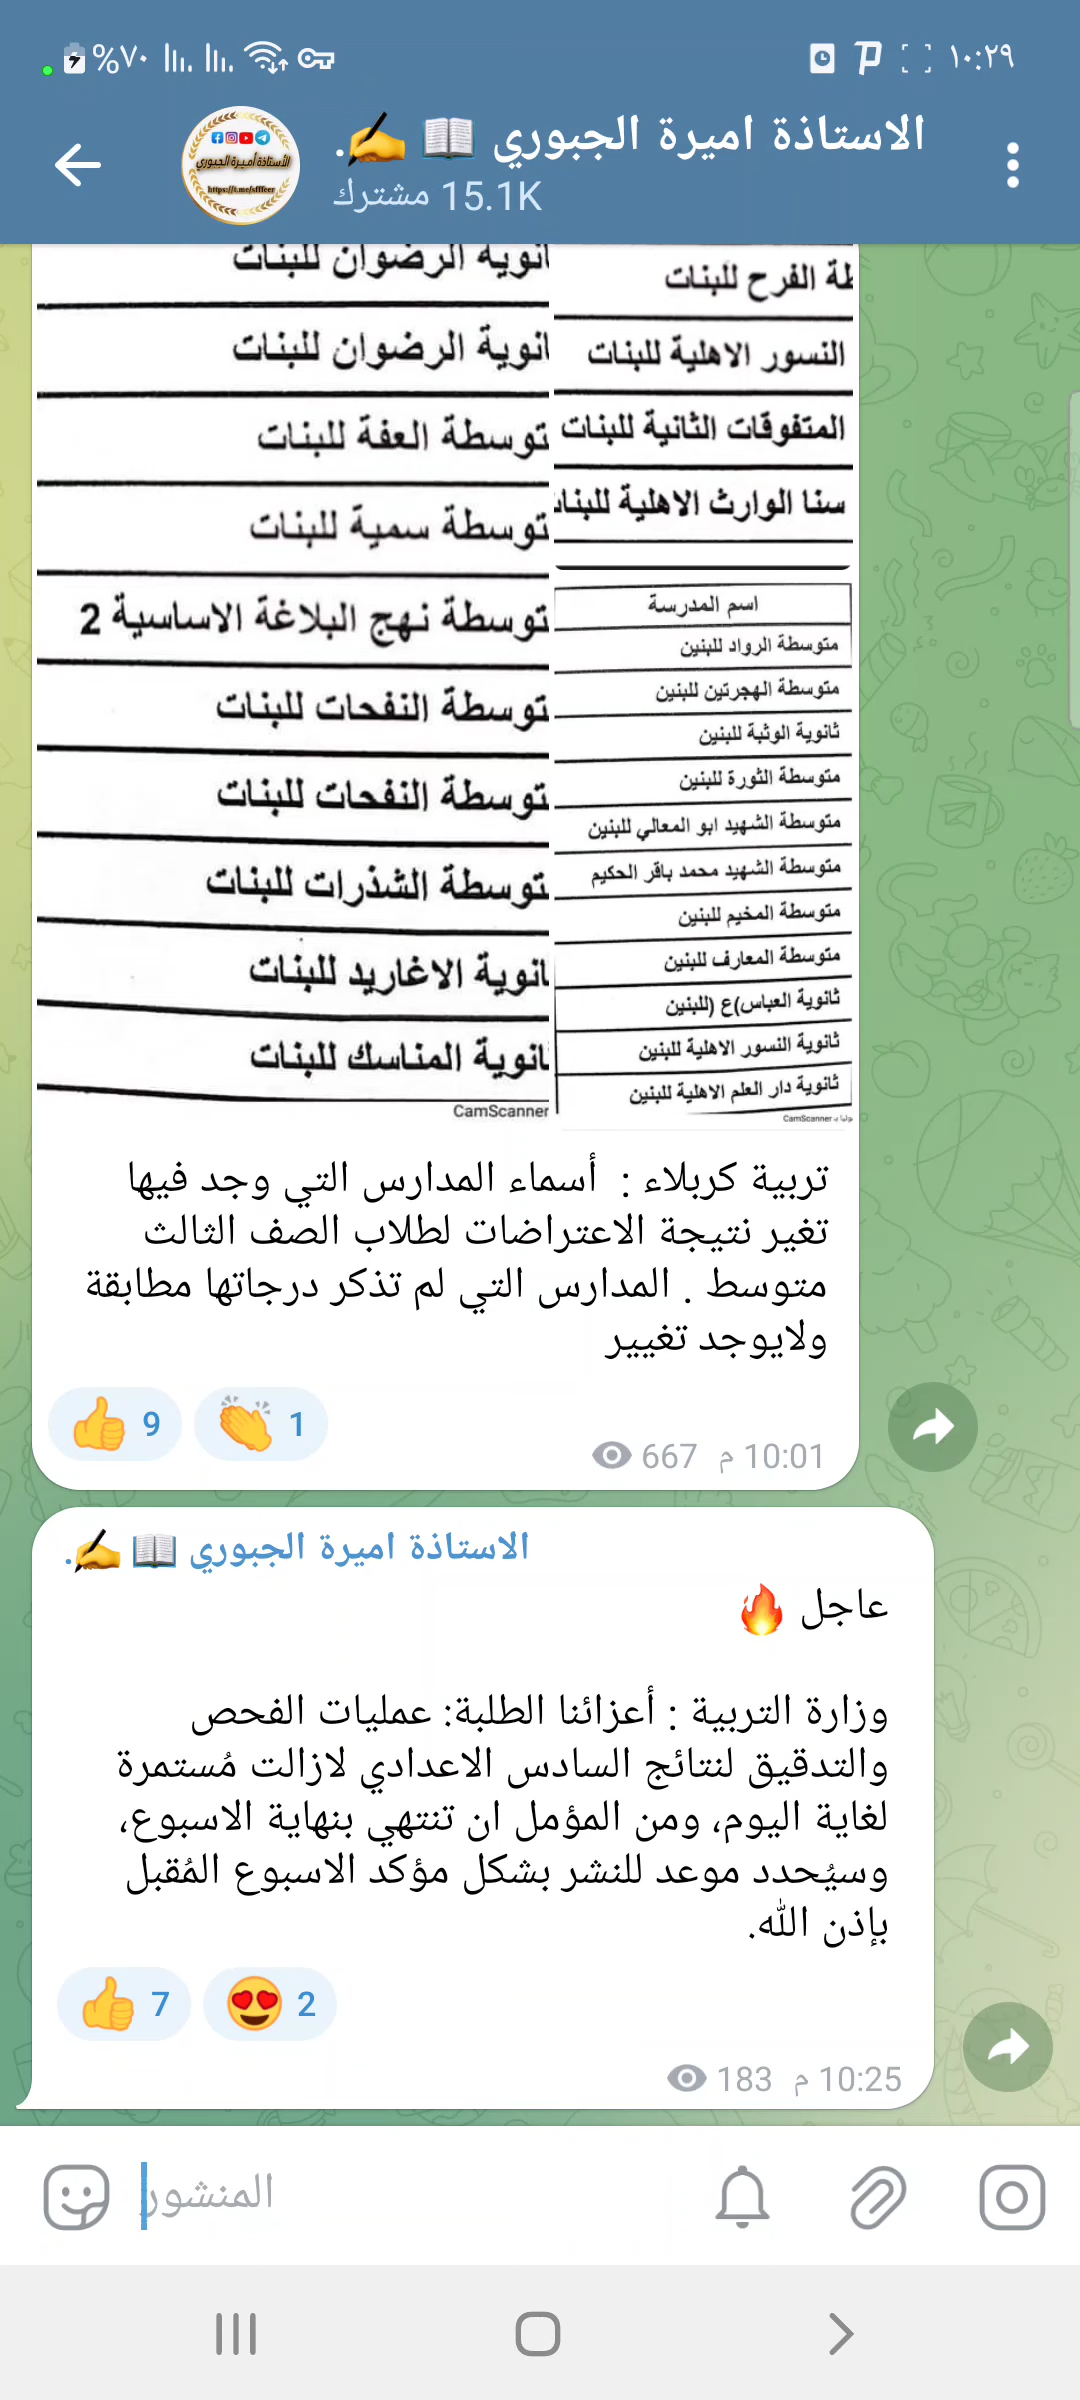 ١٠:٢٩
%٧٠
الاستاذة اميرة الجبوري 📖 ✍️.
15.1K مشترك
الأستاذة أميرة الجبوري
https://t.me/sfffeer
انوية الرضوان للبنات
انوية الرضوان للبنات
توسطة العفة للبنات
توسطة سمية للبنات
توسطة نهج البلاغة الاساسية 2
توسطة النفحات للبنات
توسطة النفحات للبنات
توسطة الشذرات للبنات
انوية الاغاريد للبنات
انوية المناسك للبنات
CamScanner
طة الفرح للبنات
النسور الاهلية للبنات
المتفوقات الثانية للبنات
سنا الوارث الاهلية للبنات
اسم المدرسة
متوسطة الرواد للبنين
متوسطة الهجرتين للبنين
ثانوية الوثبة للبنين
متوسطة الثورة للبنين
متوسطة الشهيد ابو المعالي للبنين
متوسطة الشهيد محمد باقر الحكيم
متوسطة المخيم للبنين
متوسطة المعارف للبنين
ثانوية العباس)ع (للبنين
ثانوية النسور الاهلية للبنين
ثانوية دار العلم الاهلية للبنين
CamScanner
تربية كربلاء : أسماء المدارس التي وجد فيها
تغير نتيجة الاعتراضات لطلاب الصف الثالث
متوسط . المدارس التي لم تذكر درجاتها مطابقة
ولايوجد تغيير
👍 9 👏 1
667 10:01 م
الاستاذة اميرة الجبوري 📖 ✍️.
عاجل 🔥
وزارة التربية : أعزائنا الطلبة: عمليات الفحص
والتدقيق لنتائج السادس الاعدادي لازالت مُستمرة
لغاية اليوم، ومن المؤمل ان تنتهي بنهاية الاسبوع،
وسيُحدد موعد للنشر بشكل مؤكد الاسبوع المُقبل
بإذن الله.
👍 7 😍 2
183 10:25 م
المنشور